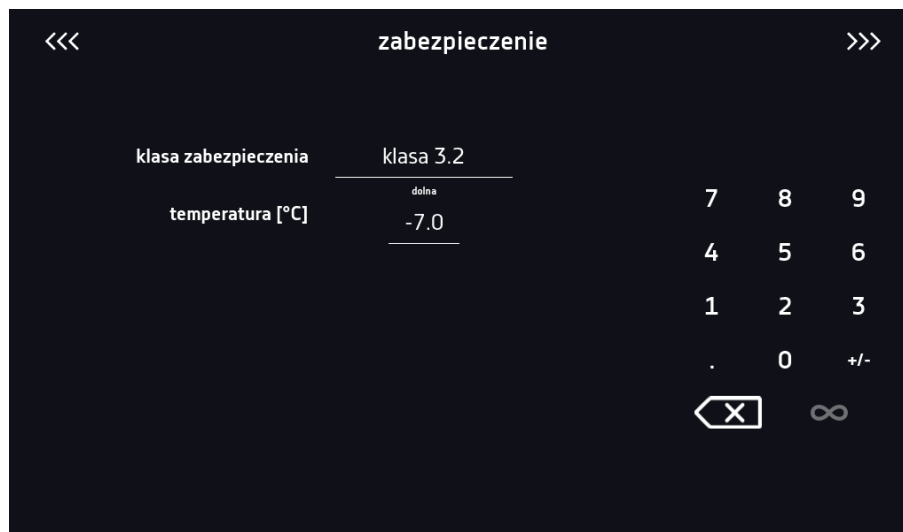 <<< zabezpieczenie >>>
klasa zabezpieczenia klasa 3.2
dolna
temperatura [°C] -7.0
7 8 9
4 5 6
1 2 3
. 0 +/-
∞